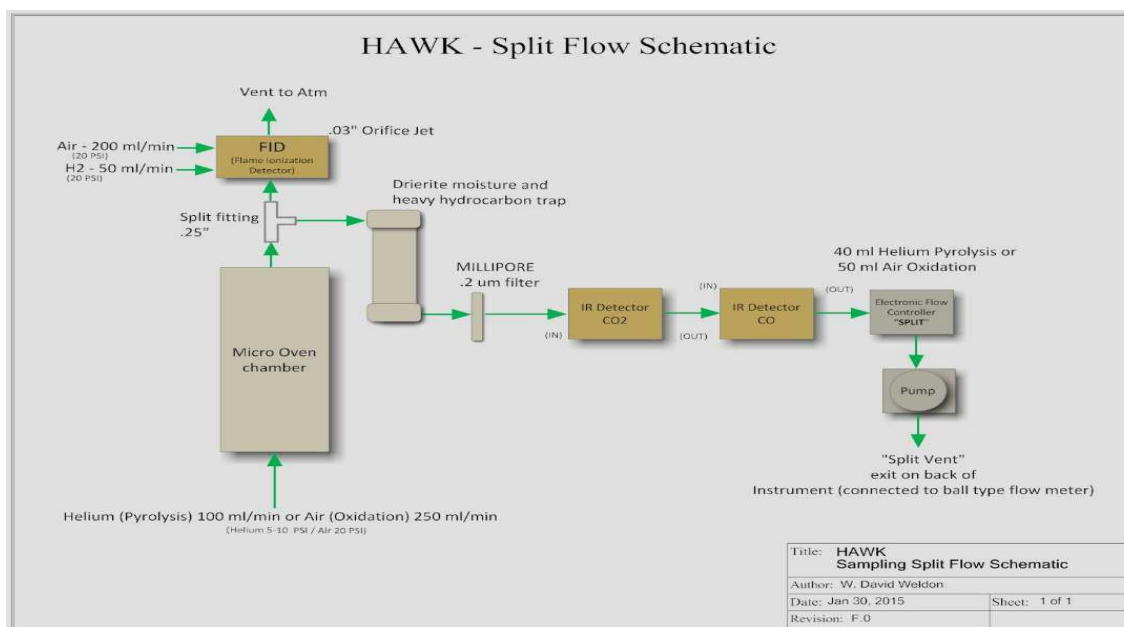 HAWK - Split Flow Schematic
Vent to Atm
.03" Orifice Jet
Air - 200 ml/min
(20 PSI)
H2 - 50 ml/min
(20 PSI)
FID
(Flame Ionization
Detector)
Split fitting
.25"
Drierite moisture and
heavy hydrocarbon trap
MILLIPORE
.2 um filter
40 ml Helium Pyrolysis or
50 ml Air Oxidation
(IN)
IR Detector
CO2
(OUT)
(IN)
IR Detector
CO
(OUT)
Electronic Flow
Controller
"SPLIT"
Pump
Micro Oven
chamber
"Split Vent"
exit on back of
Instrument (connected to ball type flow meter)
Helium (Pyrolysis) 100 ml/min or Air (Oxidation) 250 ml/min
(Helium 5-10 PSI / Air 20 PSI)
Title: HAWK
Sampling Split Flow Schematic
Author: W. David Weldon
Date: Jan 30, 2015 Sheet: 1 of 1
Revision: F.0